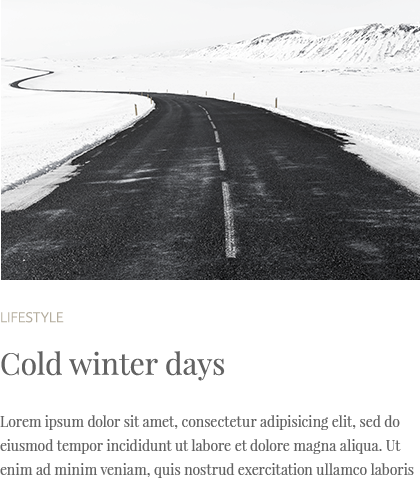 LIFESTYLE
Cold winter days
Lorem ipsum dolor sit amet, consectetur adipisicing elit, sed do
eiusmod tempor incididunt ut labore et dolore magna aliqua. Ut
enim ad minim veniam, quis nostrud exercitation ullamco laboris